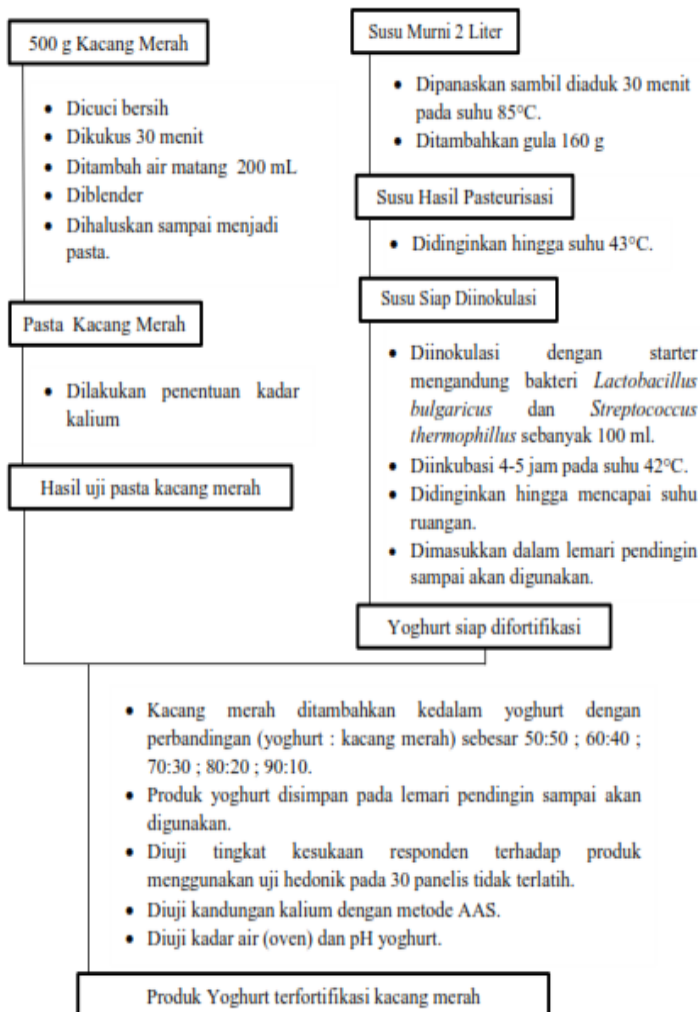 500 g Kacang Merah
• Dicuci bersih
• Dikukus 30 menit
• Ditambah air matang 200 mL
• Diblender
• Dihaluskan sampai menjadi
pasta.
Pasta Kacang Merah
• Dilakukan penentuan kadar
kalium
Hasil uji pasta kacang merah
Susu Murni 2 Liter
• Dipanaskan sambil diaduk 30 menit
pada suhu 85°C.
• Ditambahkan gula 160 g
Susu Hasil Pasteurisasi
• Didinginkan hingga suhu 43°C.
Susu Siap Diinokulasi
• Diinokulasi dengan starter
mengandung bakteri Lactobacillus
bulgaricus dan Streptococcus
thermophillus sebanyak 100 ml.
• Diinkubasi 4-5 jam pada suhu 42°C.
• Didinginkan hingga mencapai suhu
ruangan.
• Dimasukkan dalam lemari pendingin
sampai akan digunakan.
Yoghurt siap difortifikasi
• Kacang merah ditambahkan kedalam yoghurt dengan
perbandingan (yoghurt : kacang merah) sebesar 50:50 ; 60:40 ;
70:30 ; 80:20 ; 90:10.
• Produk yoghurt disimpan pada lemari pendingin sampai akan
digunakan.
• Diuji tingkat kesukaan responden terhadap produk
menggunakan uji hedonik pada 30 panelis tidak terlatih.
• Diuji kandungan kalium dengan metode AAS.
• Diuji kadar air (oven) dan pH yoghurt.
Produk Yoghurt terfortifikasi kacang merah